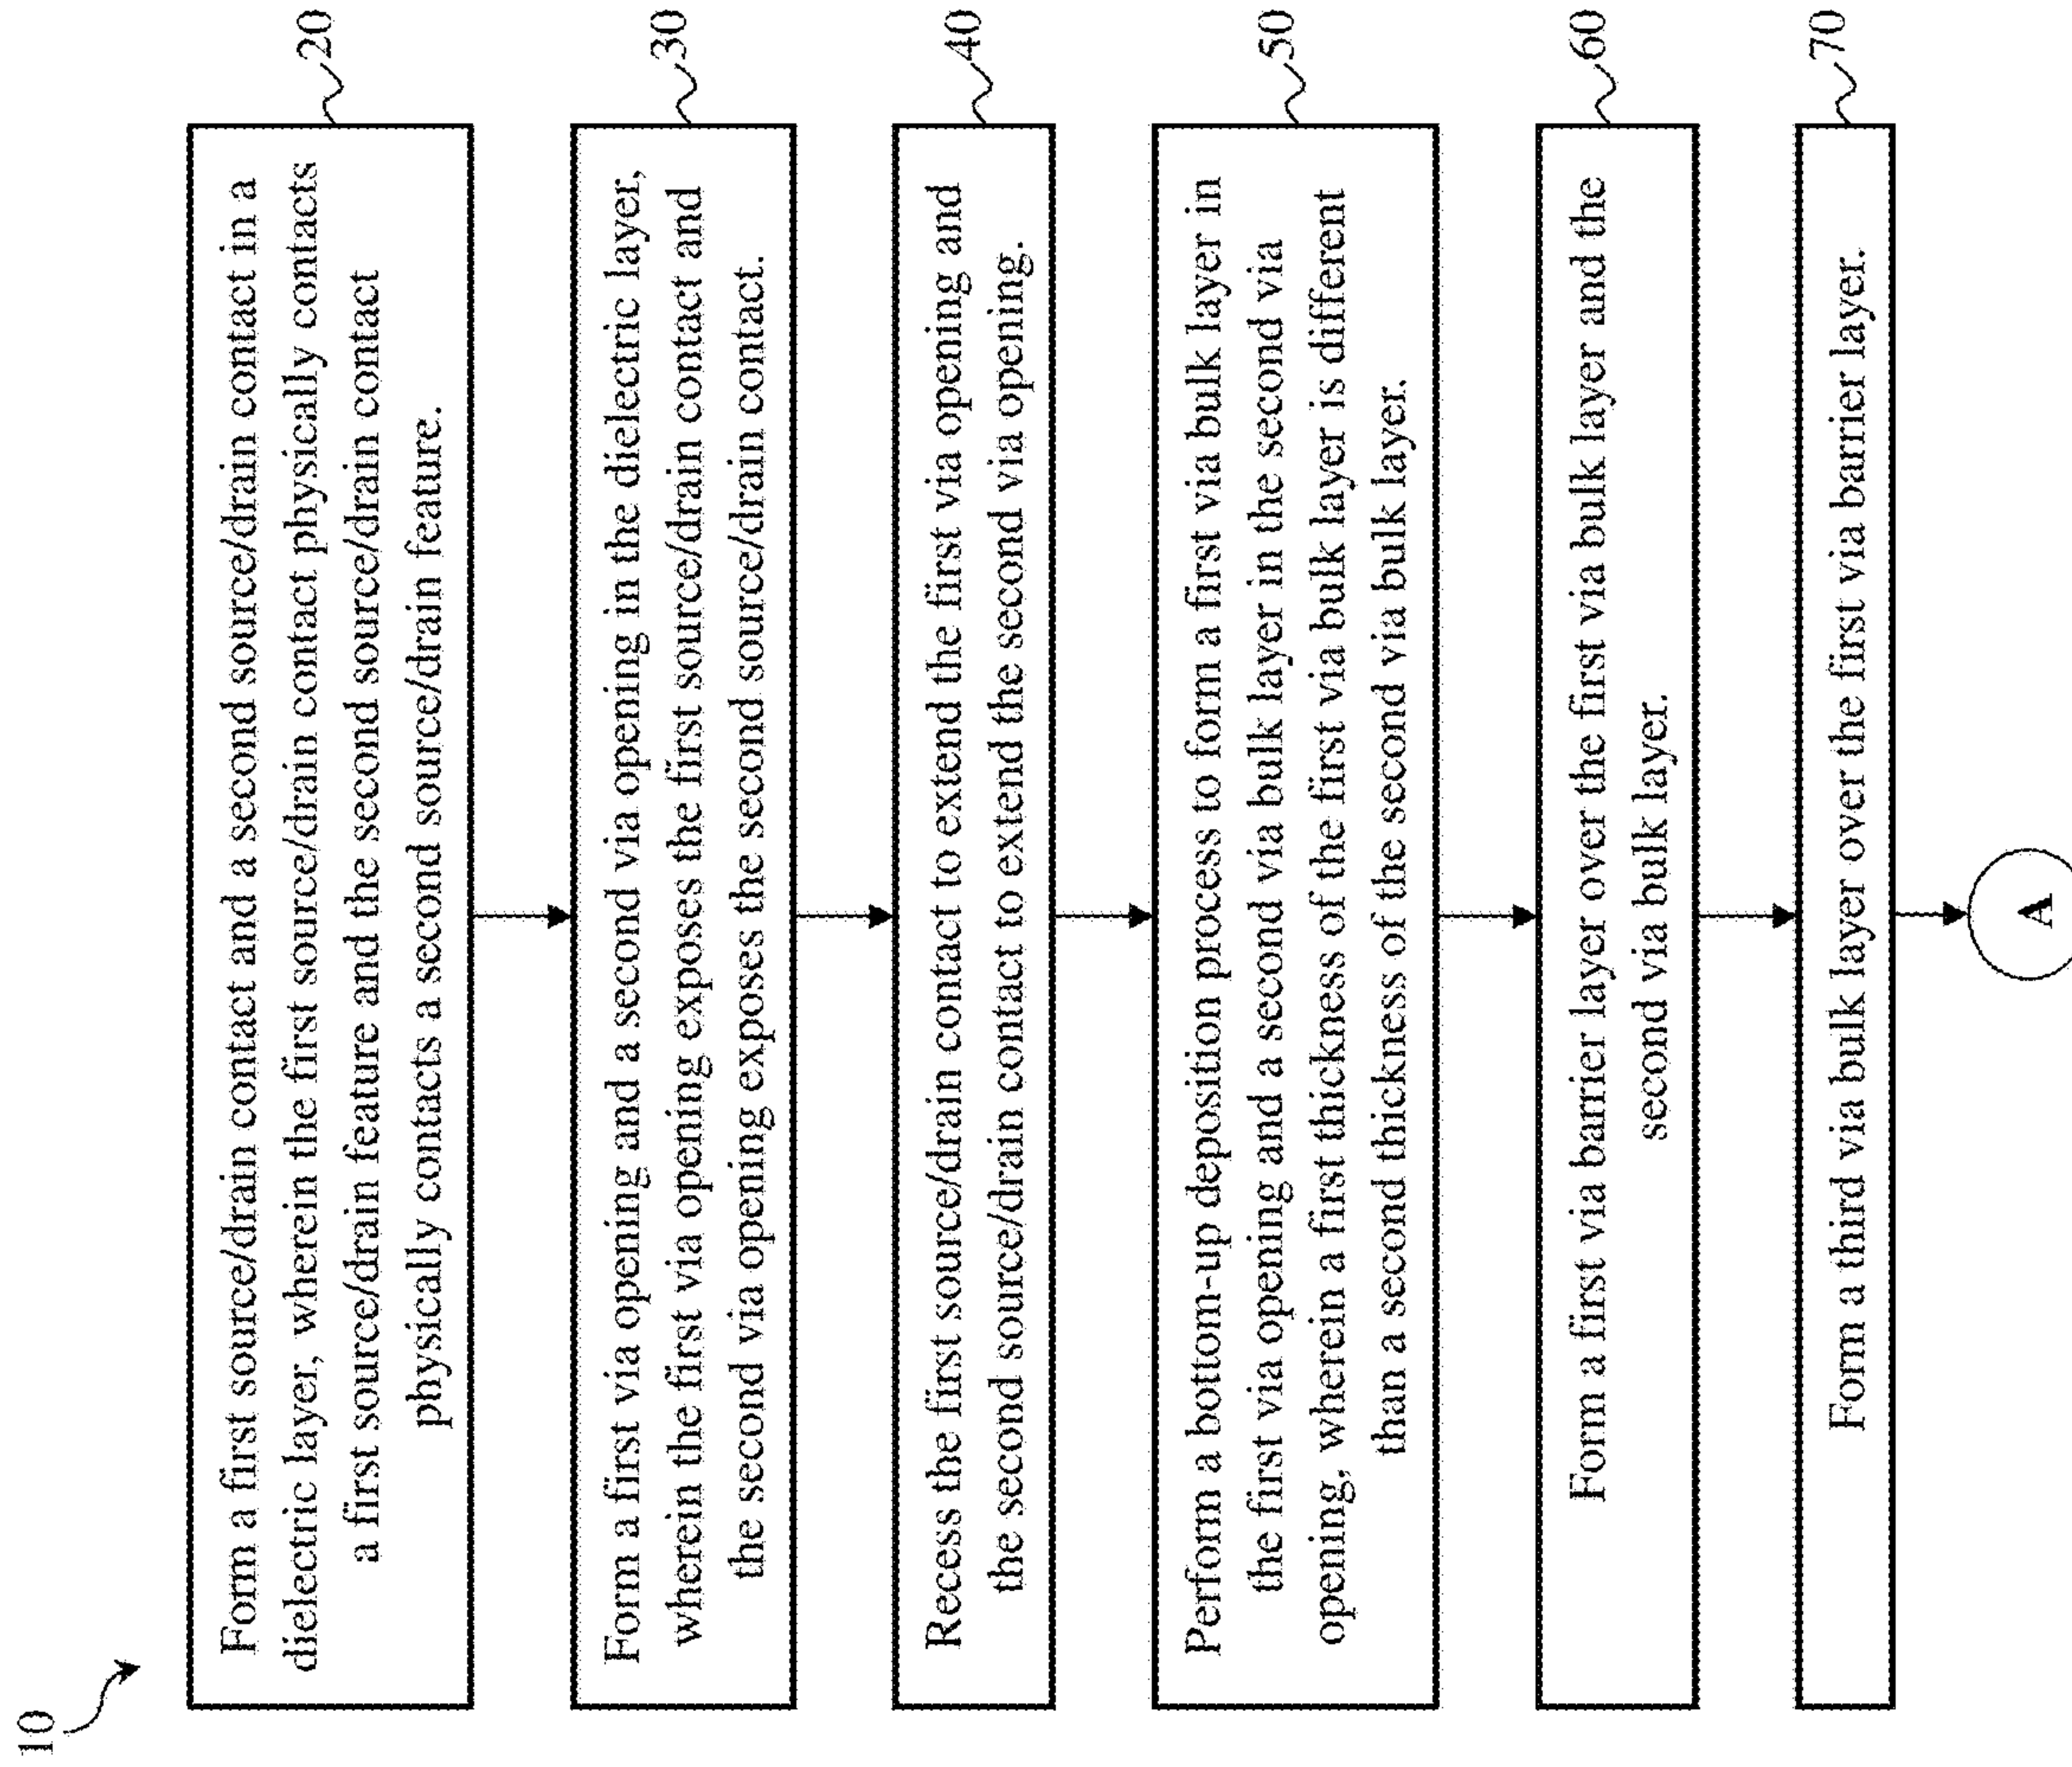 10
Form a first source/drain contact and a second source/drain contact in a
dielectric layer, wherein the first source/drain contact physically contacts
a first source/drain feature and the second source/drain contact
physically contacts a second source/drain feature.
20
Form a first via opening and a second via opening in the dielectric layer,
wherein the first via opening exposes the first source/drain contact and
the second via opening exposes the second source/drain contact.
30
Recess the first source/drain contact to extend the first via opening and
the second source/drain contact to extend the second via opening.
40
Perform a bottom-up deposition process to form a first via bulk layer in
the first via opening and a second via bulk layer in the second via
opening, wherein a first thickness of the first via bulk layer is different
than a second thickness of the second via bulk layer.
50
Form a first via barrier layer over the first via bulk layer and the
second via bulk layer.
60
Form a third via bulk layer over the first via barrier layer.
70
A